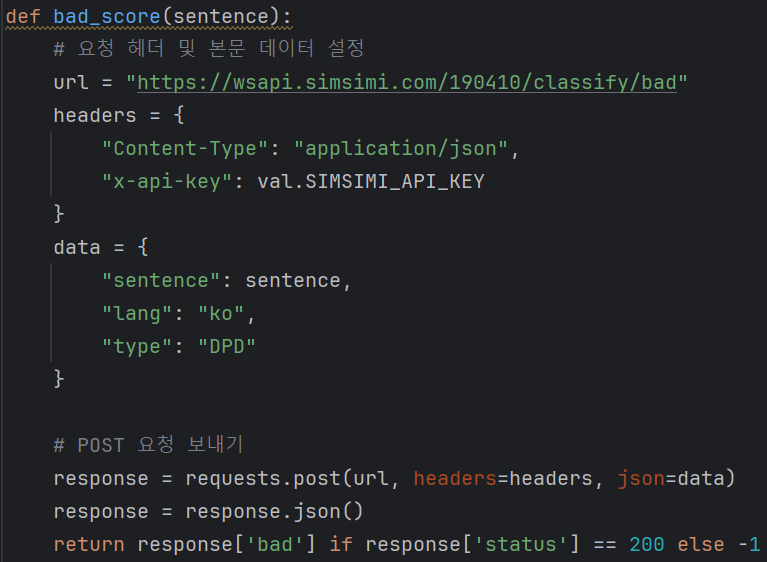 def bad_score(sentence):
    # 요청 헤더 및 본문 데이터 설정
    url = "https://wsapi.simsimi.com/190410/classify/bad"
    headers = {
        "Content-Type": "application/json",
        "x-api-key": val.SIMSIMI_API_KEY
    }
    data = {
        "sentence": sentence,
        "lang": "ko",
        "type": "DPD"
    }

    # POST 요청 보내기
    response = requests.post(url, headers=headers, json=data)
    response = response.json()
    return response['bad'] if response['status'] == 200 else -1